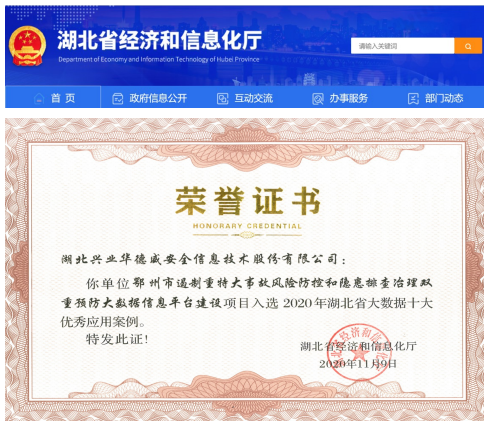 湖北省经济和信息化厅
Department of Economy and Information Technology of Hubei Province
请输入关键词
首 页
政府信息公开
互动交流
办事服务
部门动态
荣誉证书
HONORARY CREDENTIAL
湖北兴业华德威安全信息技术股份有限公司：
你单位鄂州市遏制重特大事故风险防控和隐患排查治理双
重预防大数据信息平台建设项目入选2020年湖北省大数据十大
优秀应用案例。
特发此证！
湖北省经济和信息化厅
2020年11月9日